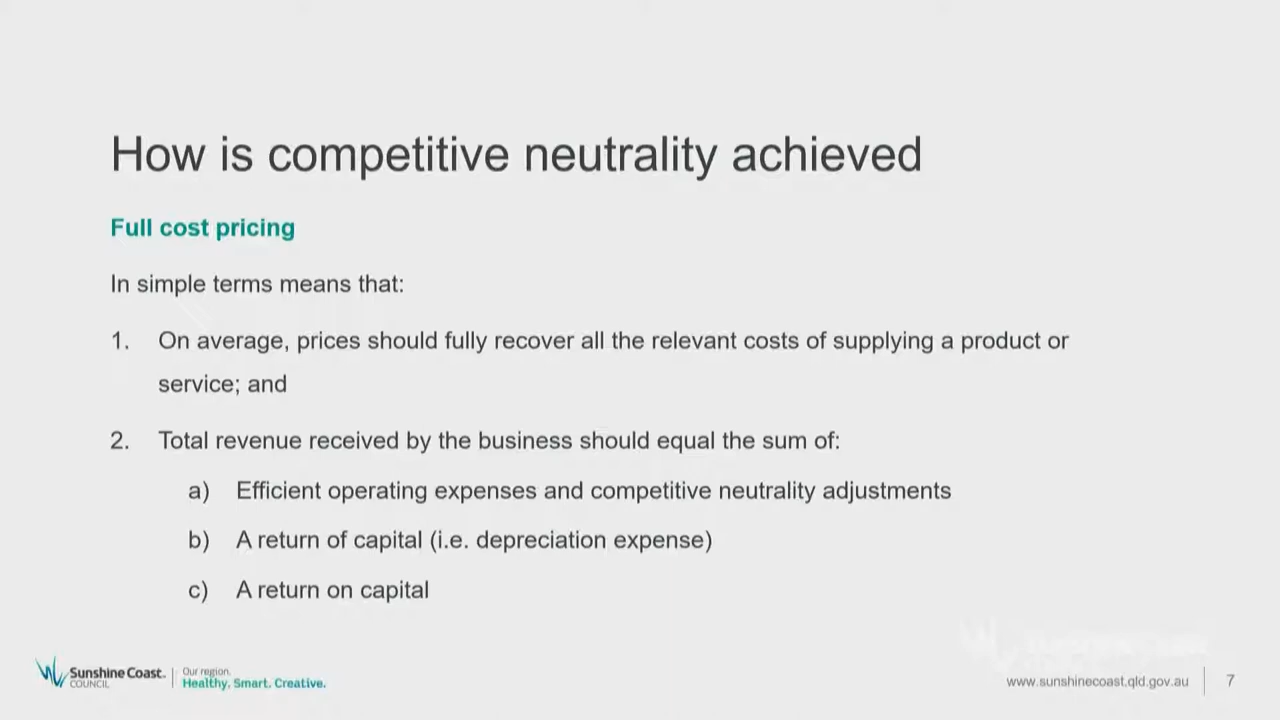 How is competitive neutrality achieved
Full cost pricing
In simple terms means that:
1. On average, prices should fully recover all the relevant costs of supplying a product or
service; and
2. Total revenue received by the business should equal the sum of:
a) Efficient operating expenses and competitive neutrality adjustments
b) A return of capital (i.e. depreciation expense)
c) A return on capital
Sunshine Coast.
COUNCIL
Our region.
Healthy. Smart. Creative.
www.sunshinecoast.qld.gov.au
7